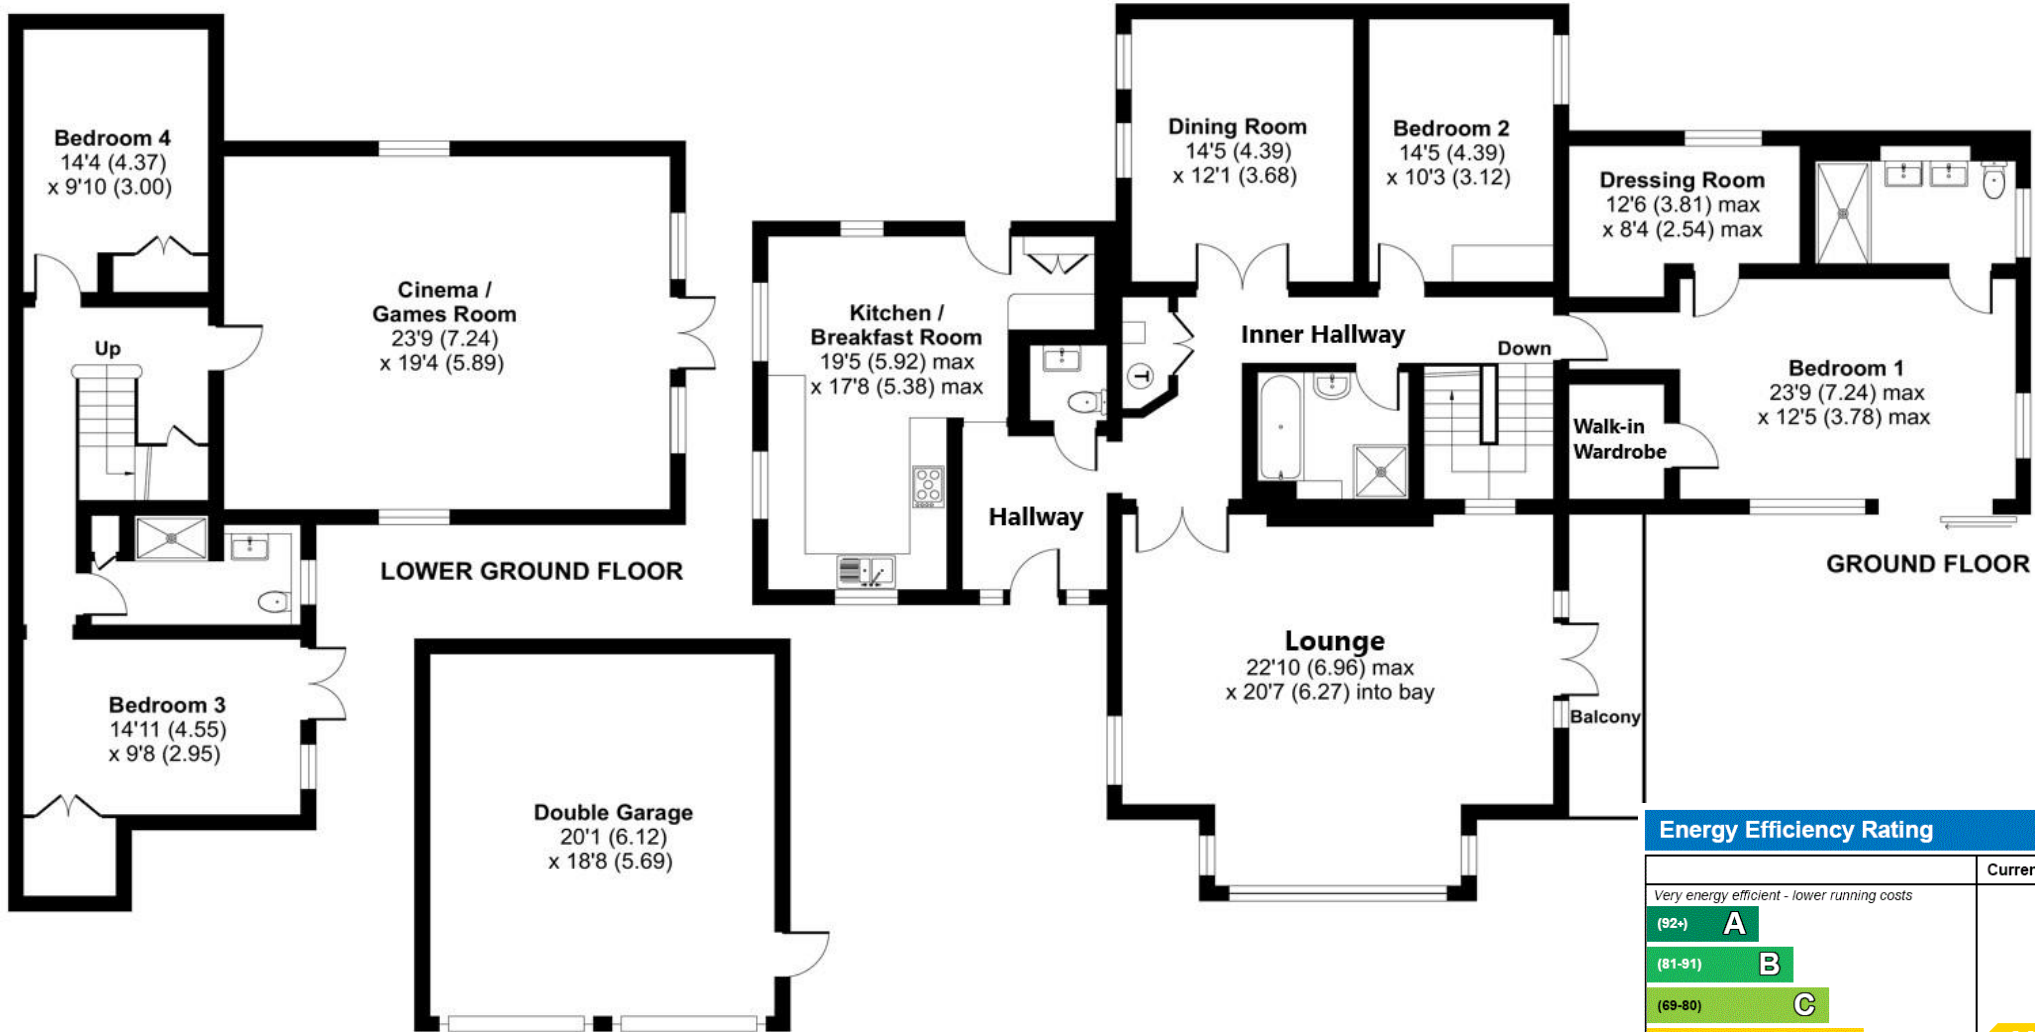 Bedroom 4
14'4 (4.37)
x 9'10 (3.00)
Up
Cinema /
Games Room
23'9 (7.24)
x 19'4 (5.89)
LOWER GROUND FLOOR
Bedroom 3
14'11 (4.55)
x 9'8 (2.95)
Double Garage
20'1 (6.12)
x 18'8 (5.69)
Kitchen /
Breakfast Room
19'5 (5.92) max
x 17'8 (5.38) max
Hallway
Dining Room
14'5 (4.39)
x 12'1 (3.68)
Bedroom 2
14'5 (4.39)
x 10'3 (3.12)
Inner Hallway
T
Down
Dressing Room
12'6 (3.81) max
x 8'4 (2.54) max
Bedroom 1
23'9 (7.24) max
x 12'5 (3.78) max
Walk-in
Wardrobe
GROUND FLOOR
Lounge
22'10 (6.96) max
x 20'7 (6.27) into bay
Balcony
Energy Efficiency Rating
Curren
Very energy efficient - lower running costs
(92+) A
(81-91) B
(69-80) C